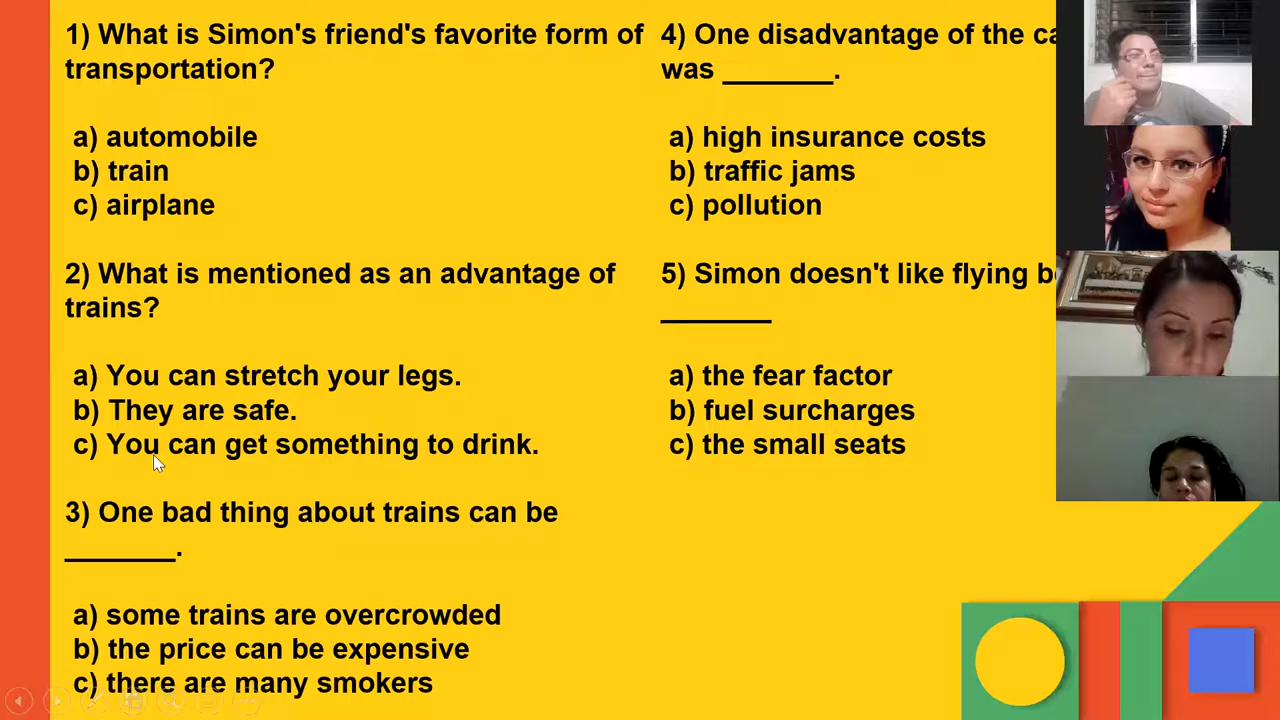 1) What is Simon's friend's favorite form of
transportation?
a) automobile
b) train
c) airplane
2) What is mentioned as an advantage of
trains?
a) You can stretch your legs.
b) They are safe.
c) You can get something to drink.
3) One bad thing about trains can be
_______.
a) some trains are overcrowded
b) the price can be expensive
c) there are many smokers
4) One disadvantage of the
was _______.
a) high insurance costs
b) traffic jams
c) pollution
5) Simon doesn't like flying
_______
a) the fear factor
b) fuel surcharges
c) the small seats